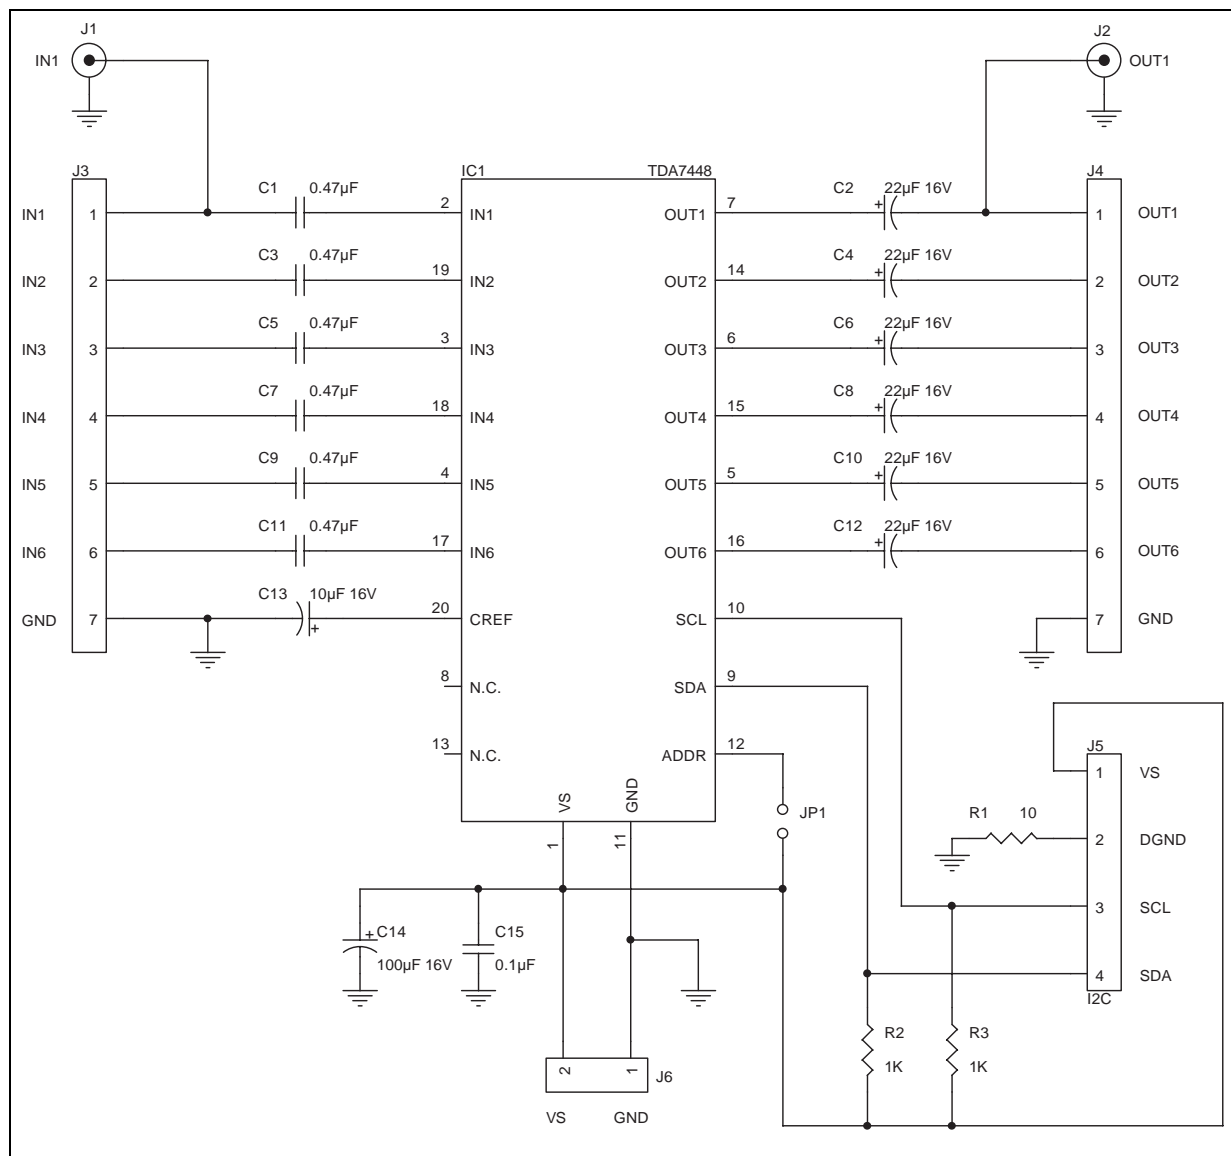 J1 J2
IN1 OUT1
J3 IC1 TDA7448 J4
C1 0.47µF C2 22µF 16V
IN1 1 2 IN1 OUT1 7 + 1 OUT1
C3 0.47µF C4 22µF 16V
IN2 2 19 IN2 OUT2 14 + 2 OUT2
C5 0.47µF C6 22µF 16V
IN3 3 3 IN3 OUT3 6 + 3 OUT3
C7 0.47µF C8 22µF 16V
IN4 4 18 IN4 OUT4 15 + 4 OUT4
C9 0.47µF C10 22µF 16V
IN5 5 4 IN5 OUT5 5 + 5 OUT5
C11 0.47µF C12 22µF 16V
IN6 6 17 IN6 OUT6 16 + 6 OUT6
C13 10µF 16V
GND 7 + 20 CREF SCL 10 7 GND
8 N.C. SDA 9
J5
13 N.C. ADDR 12 1 VS
VS GND JP1 R1 10
1 11 2 DGND
3 SCL
+ C14 C15
100µF 16V 0.1µF 4 SDA
I2C
R2 R3
1K 1K
2 1 J6
VS GND